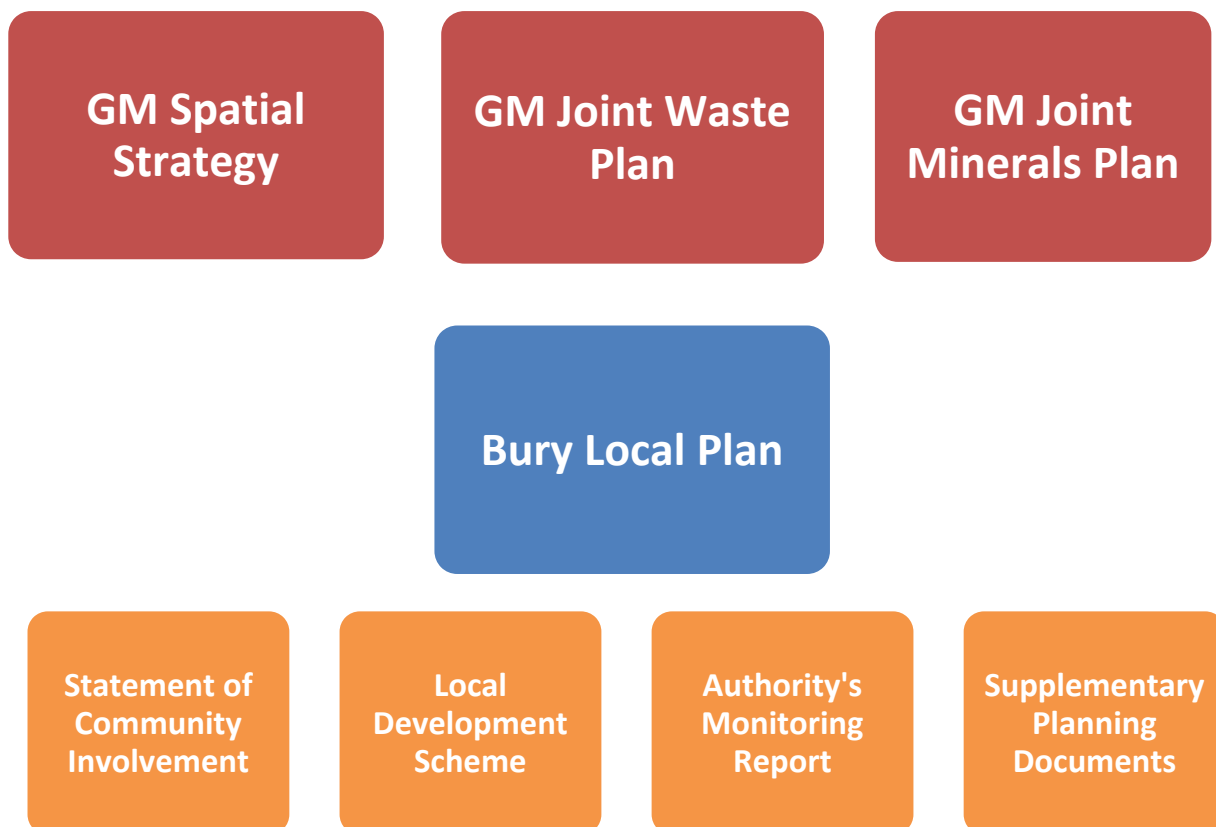 GM Spatial
Strategy
GM Joint Waste
Plan
GM Joint
Minerals Plan
Bury Local Plan
Statement of
Community
Involvement
Local
Development
Scheme
Authority's
Monitoring
Report
Supplementary
Planning
Documents